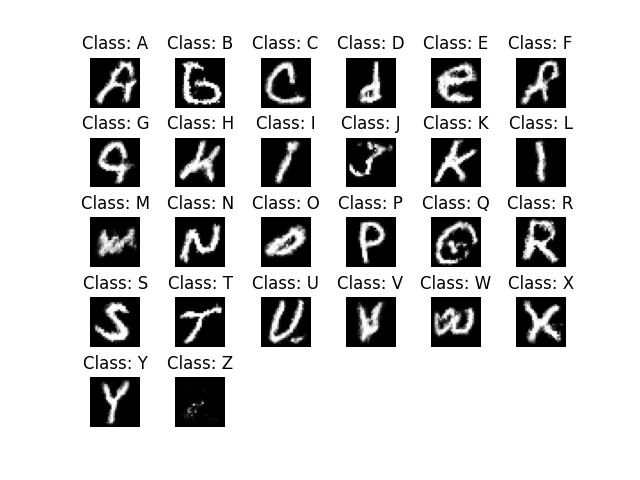 Class: A Class: B Class: C Class: D Class: E Class: F
A C d e
Class: G Class: H Class: I Class: J Class: K Class: L
K l
Class: M Class: N Class: O Class: P Class: Q Class: R
N P R
Class: S Class: T Class: U Class: V Class: W Class: X
S T U V W X
Class: Y Class: Z
Y